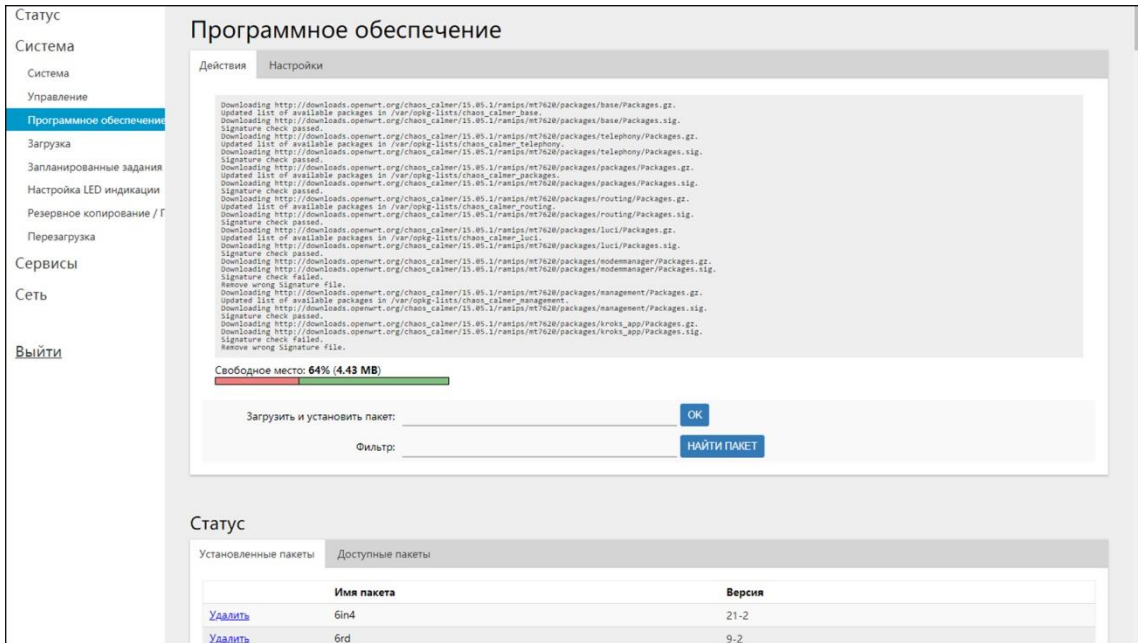 Статус
Система
Система
Управление
Программное обеспечение
Загрузка
Запланированные задания
Настройка LED индикации
Резервное копирование / П
Перезагрузка
Сервисы
Сеть
Выйти
Программное обеспечение
Действия Настройки
Downloading http://downloads.openwrt.org/chaos_calmer/15.05.1/ramips/mt7620/packages/base/Packages.gz.
Updated list of available packages in /var/opkg-lists/chaos_calmer_base.
Downloading http://downloads.openwrt.org/chaos_calmer/15.05.1/ramips/mt7620/packages/base/Packages.sig.
Signature check passed.
Downloading http://downloads.openwrt.org/chaos_calmer/15.05.1/ramips/mt7620/packages/telephony/Packages.gz.
Updated list of available packages in /var/opkg-lists/chaos_calmer_telephony.
Downloading http://downloads.openwrt.org/chaos_calmer/15.05.1/ramips/mt7620/packages/telephony/Packages.sig.
Signature check passed.
Downloading http://downloads.openwrt.org/chaos_calmer/15.05.1/ramips/mt7620/packages/packages/Packages.gz.
Updated list of available packages in /var/opkg-lists/chaos_calmer_packages.
Downloading http://downloads.openwrt.org/chaos_calmer/15.05.1/ramips/mt7620/packages/packages/Packages.sig.
Signature check passed.
Downloading http://downloads.openwrt.org/chaos_calmer/15.05.1/ramips/mt7620/packages/routing/Packages.gz.
Updated list of available packages in /var/opkg-lists/chaos_calmer_routing.
Downloading http://downloads.openwrt.org/chaos_calmer/15.05.1/ramips/mt7620/packages/routing/Packages.sig.
Signature check passed.
Downloading http://downloads.openwrt.org/chaos_calmer/15.05.1/ramips/mt7620/packages/luci/Packages.gz.
Updated list of available packages in /var/opkg-lists/chaos_calmer_luci.
Downloading http://downloads.openwrt.org/chaos_calmer/15.05.1/ramips/mt7620/packages/luci/Packages.sig.
Signature check passed.
Downloading http://downloads.openwrt.org/chaos_calmer/15.05.1/ramips/mt7620/packages/modemmanager/Packages.gz.
Downloading http://downloads.openwrt.org/chaos_calmer/15.05.1/ramips/mt7620/packages/modemmanager/Packages.sig.
Signature check failed.
Remove wrong Signature file.
Downloading http://downloads.openwrt.org/chaos_calmer/15.05.1/ramips/mt7620/packages/management/Packages.gz.
Updated list of available packages in /var/opkg-lists/chaos_calmer_management.
Downloading http://downloads.openwrt.org/chaos_calmer/15.05.1/ramips/mt7620/packages/management/Packages.sig.
Signature check passed.
Downloading http://downloads.openwrt.org/chaos_calmer/15.05.1/ramips/mt7620/packages/kroks_app/Packages.gz.
Downloading http://downloads.openwrt.org/chaos_calmer/15.05.1/ramips/mt7620/packages/kroks_app/Packages.sig.
Signature check failed.
Remove wrong Signature file.
Свободное место: 64% (4.43 MB)
Загрузить и установить пакет: OK
Фильтр: НАЙТИ ПАКЕТ
Статус
Установленные пакеты Доступные пакеты
Имя пакета Версия
Удалить 6in4 21-2
Удалить 6rd 9-2